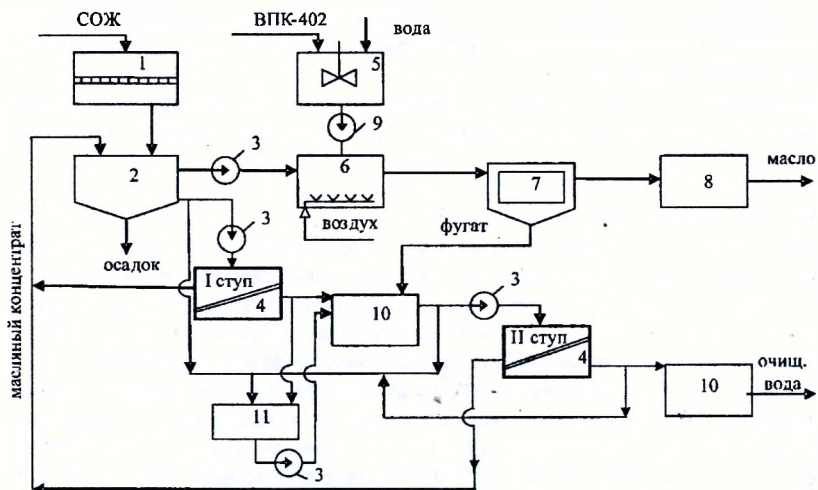 СОЖ
ВПК-402
вода
1
5
9
3
2
6
7
8
масло
3
воздух
фугат
осадок
масляный концентрат
I ступ
4
10
3
II ступ
4
10
очищ.
вода
11
3